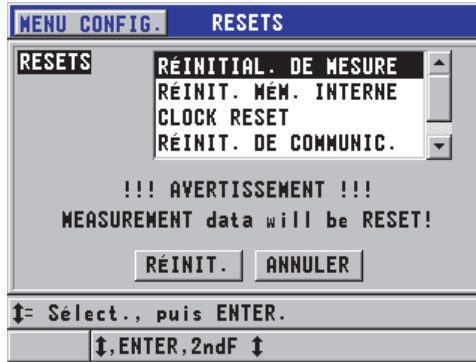 MENU CONFIG. RESETS
RESETS
RÉINITIAL. DE MESURE
RÉINIT. MÉM. INTERNE
CLOCK RESET
RÉINIT. DE COMMUNIC.
!!! AVERTISSEMENT !!!
MEASUREMENT data will be RESET!
RÉINIT. ANNULER
↕= Sélect., puis ENTER.
↕,ENTER,2ndF ↕